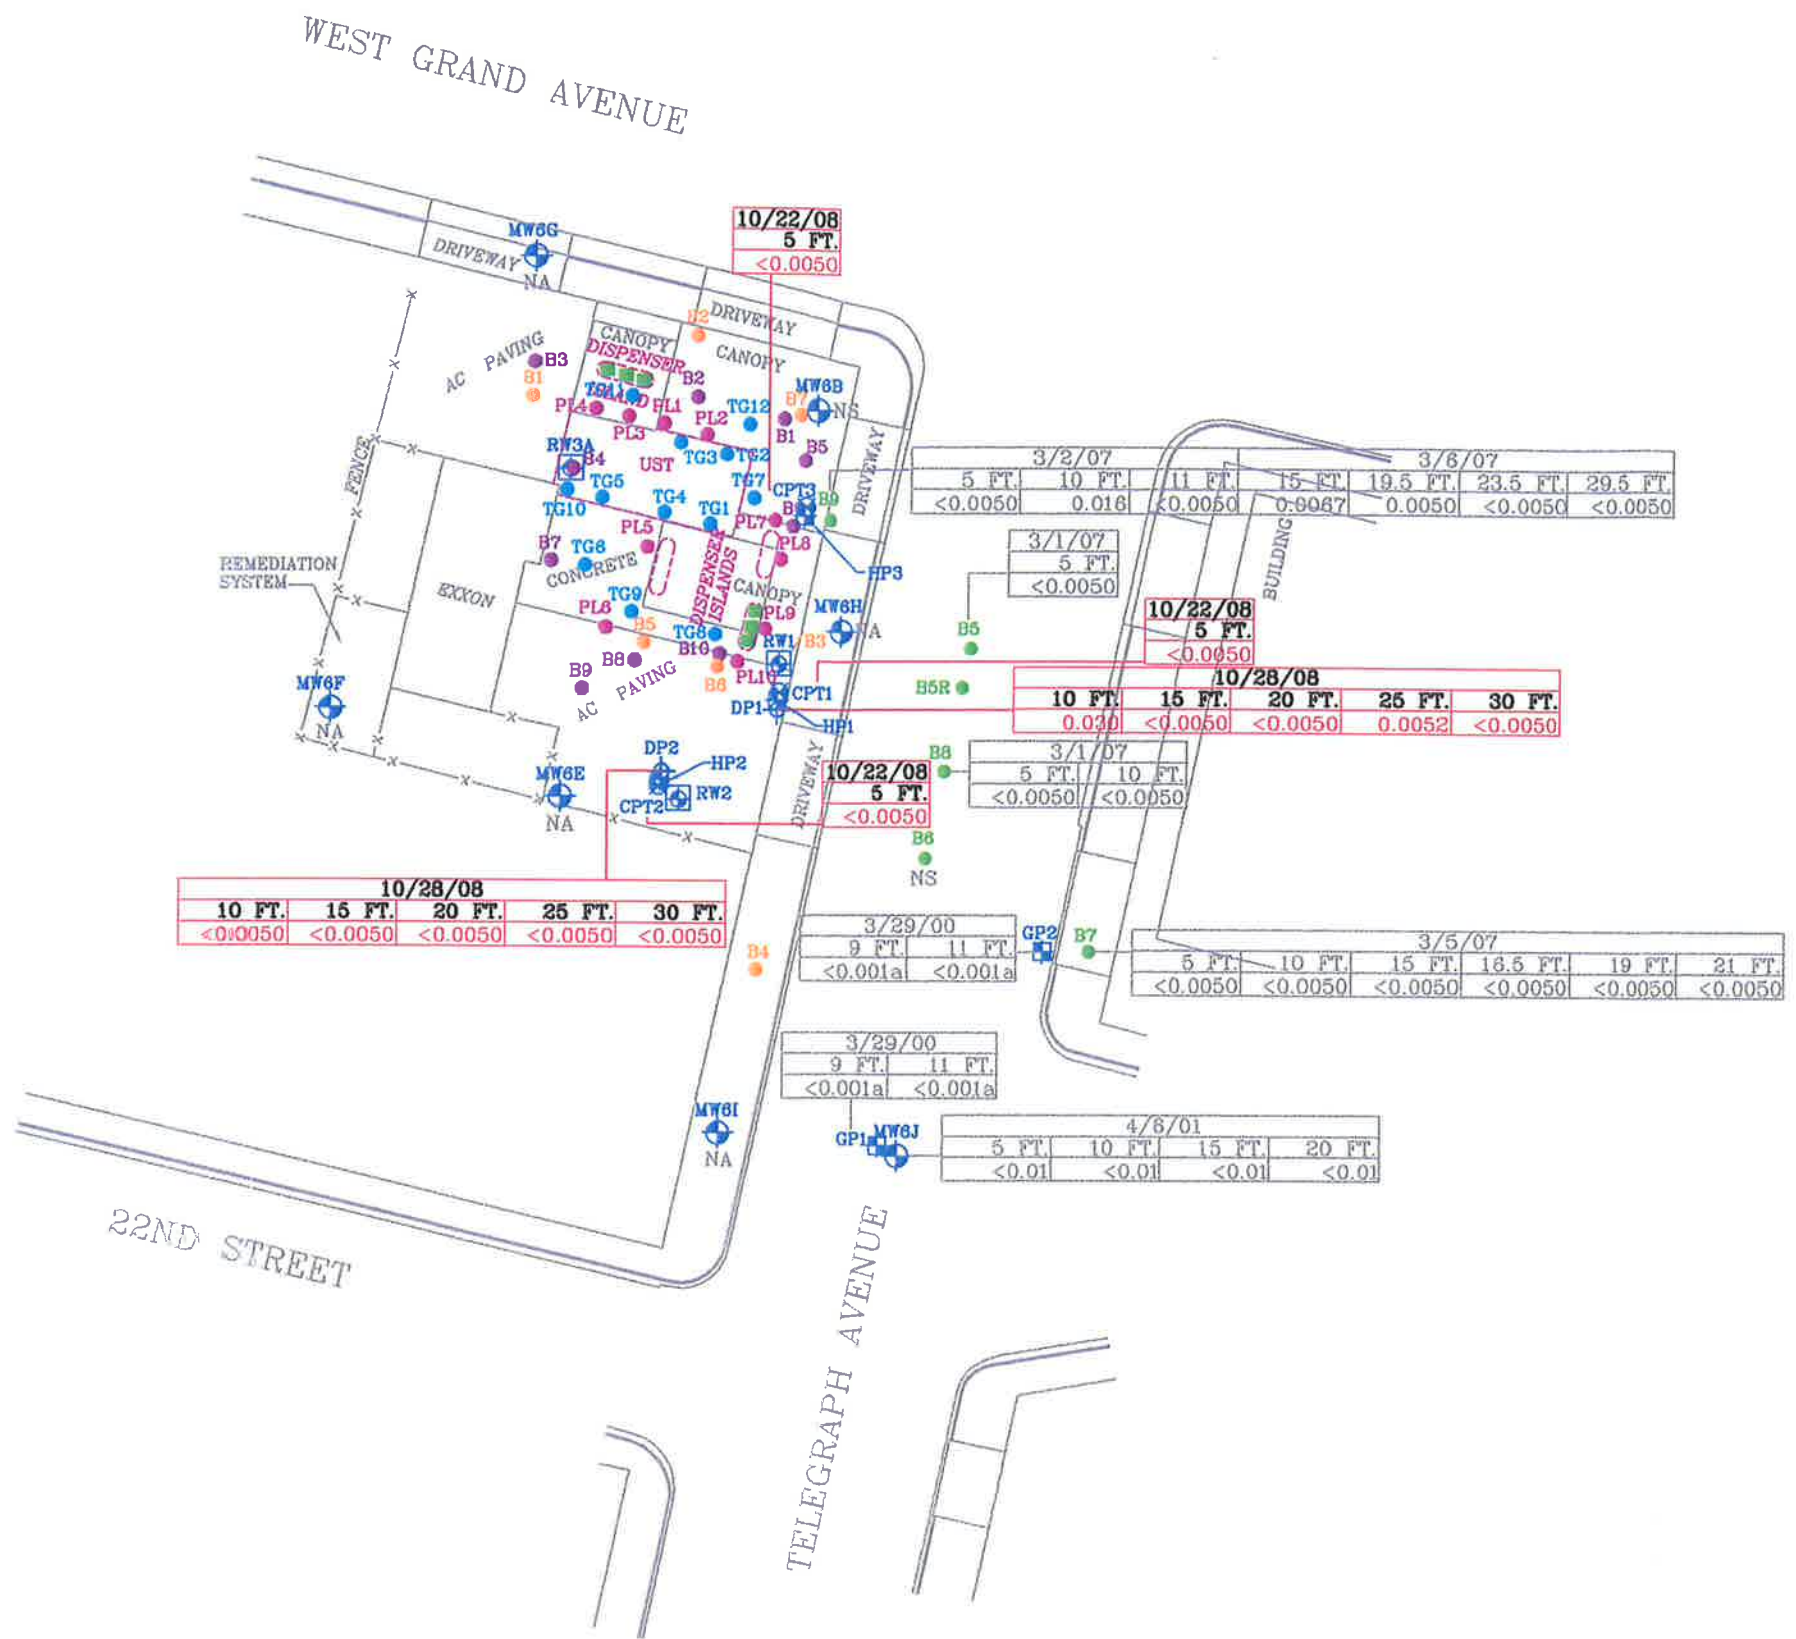 WEST GRAND AVENUE
10/22/08
5 FT.
<0.0050
MW6G
NA
DRIVEWAY
DRIVEWAY
B2
CANOPY
CANOPY
DISPENSER
AC PAVING
B3
B1
B2
MW6B
NS
B7
B1
PL4
PL3
PL1
PL2
TG12
B5
RW3A
B4
UST
TG3
TG2
TG7
CPT3
B9
DRIVEWAY
FENCE
TG10
TG5
TG4
TG1
PL7
PL5
PL8
HP3
3/2/07
3/6/07
5 FT.
10 FT.
11 FT.
15 FT.
19.5 FT.
23.5 FT.
29.5 FT.
<0.0050
0.016
<0.0050
0.0067
0.0050
<0.0050
<0.0050
BUILDING
3/1/07
5 FT.
<0.0050
B5
REMEDIATION
SYSTEM
B7
TG6
CONCRETE
EXXON
DISPENSER
ISLANDS
CANOPY
PL6
TG9
B5
TG8
PL9
MW6H
NA
RW1
B3
B10
B6
PL10
B8
B9
AC PAVING
CPT1
DP1
HP1
B5R
10/22/08
5 FT.
<0.0050
10/28/08
10 FT.
15 FT.
20 FT.
25 FT.
30 FT.
0.030
<0.0050
<0.0050
0.0052
<0.0050
MW6F
NA
MW6E
NA
DP2
HP2
CPT2
RW2
DRIVEWAY
10/22/08
5 FT.
<0.0050
B8
3/1/07
5 FT.
10 FT.
<0.0050
<0.0050
B6
NS
10/28/08
10 FT.
15 FT.
20 FT.
25 FT.
30 FT.
<0.0050
<0.0050
<0.0050
<0.0050
<0.0050
B4
3/29/00
9 FT.
11 FT.
<0.001a
<0.001a
GP2
B7
3/5/07
5 FT.
10 FT.
15 FT.
16.5 FT.
19 FT.
21 FT.
<0.0050
<0.0050
<0.0050
<0.0050
<0.0050
<0.0050
3/29/00
9 FT.
11 FT.
<0.001a
<0.001a
MW6I
NA
GP1
MW6J
4/6/01
5 FT.
10 FT.
15 FT.
20 FT.
<0.01
<0.01
<0.01
<0.01
22ND STREET
TELEGRAPH AVENUE